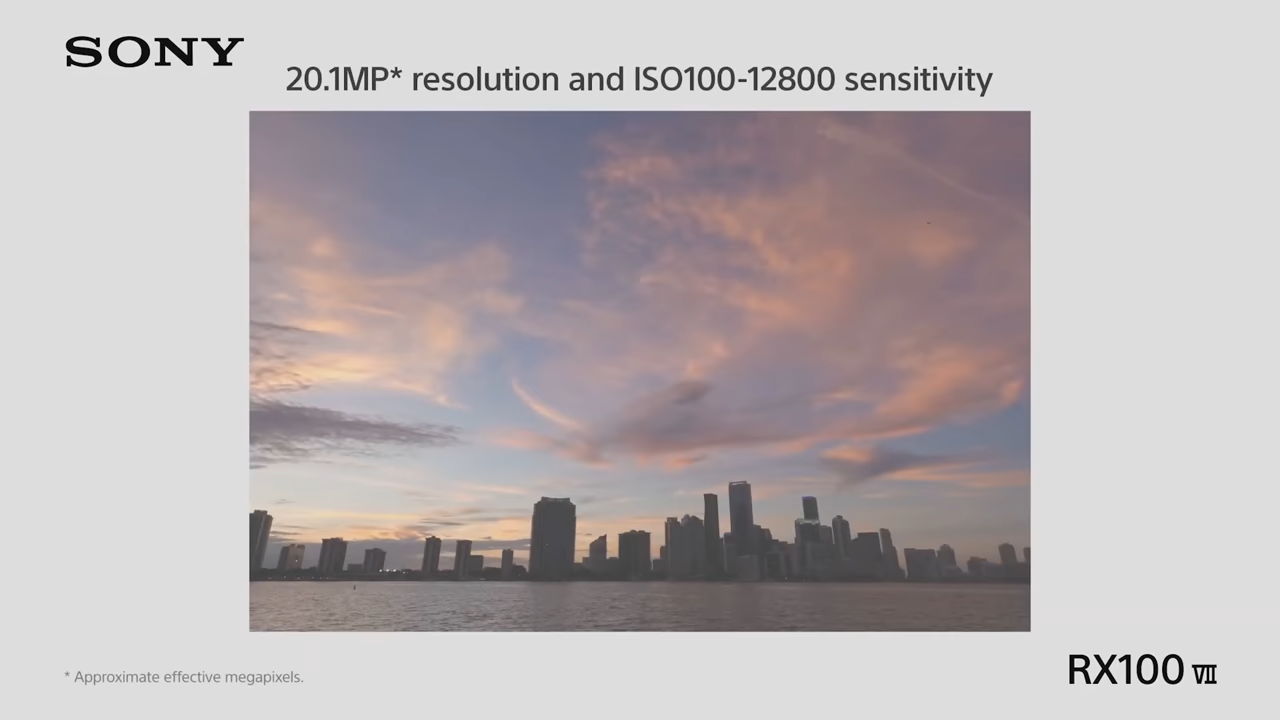 SONY
20.1MP* resolution and ISO100-12800 sensitivity
* Approximate effective megapixels.
RX100 VII